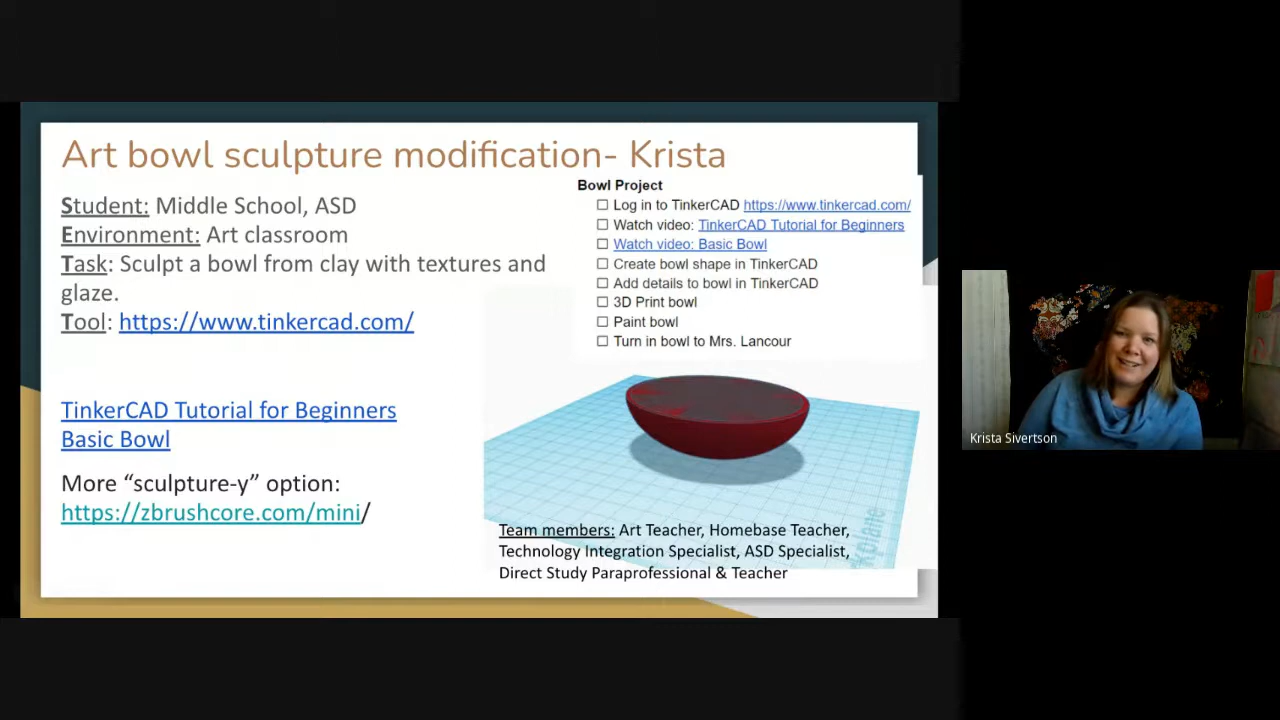 Art bowl sculpture modification- Krista
Student: Middle School, ASD
Environment: Art classroom
Task: Sculpt a bowl from clay with textures and
glaze.
Tool: https://www.tinkercad.com/
TinkerCAD Tutorial for Beginners
Basic Bowl
More “sculpture-y” option:
https://zbrushcore.com/mini/
Bowl Project
☐ Log in to TinkerCAD https://www.tinkercad.com/
☐ Watch video: TinkerCAD Tutorial for Beginners
☐ Watch video: Basic Bowl
☐ Create bowl shape in TinkerCAD
☐ Add details to bowl in TinkerCAD
☐ 3D Print bowl
☐ Paint bowl
☐ Turn in bowl to Mrs. Lancour
Team members: Art Teacher, Homebase Teacher,
Technology Integration Specialist, ASD Specialist,
Direct Study Paraprofessional & Teacher
Krista Sivertson